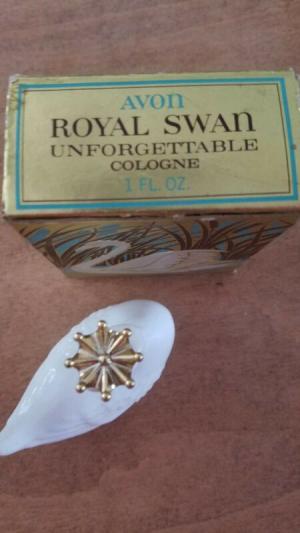 AVON
ROYAL SWAN
UNFORGETTABLE
COLOGNE
1 FL. OZ.